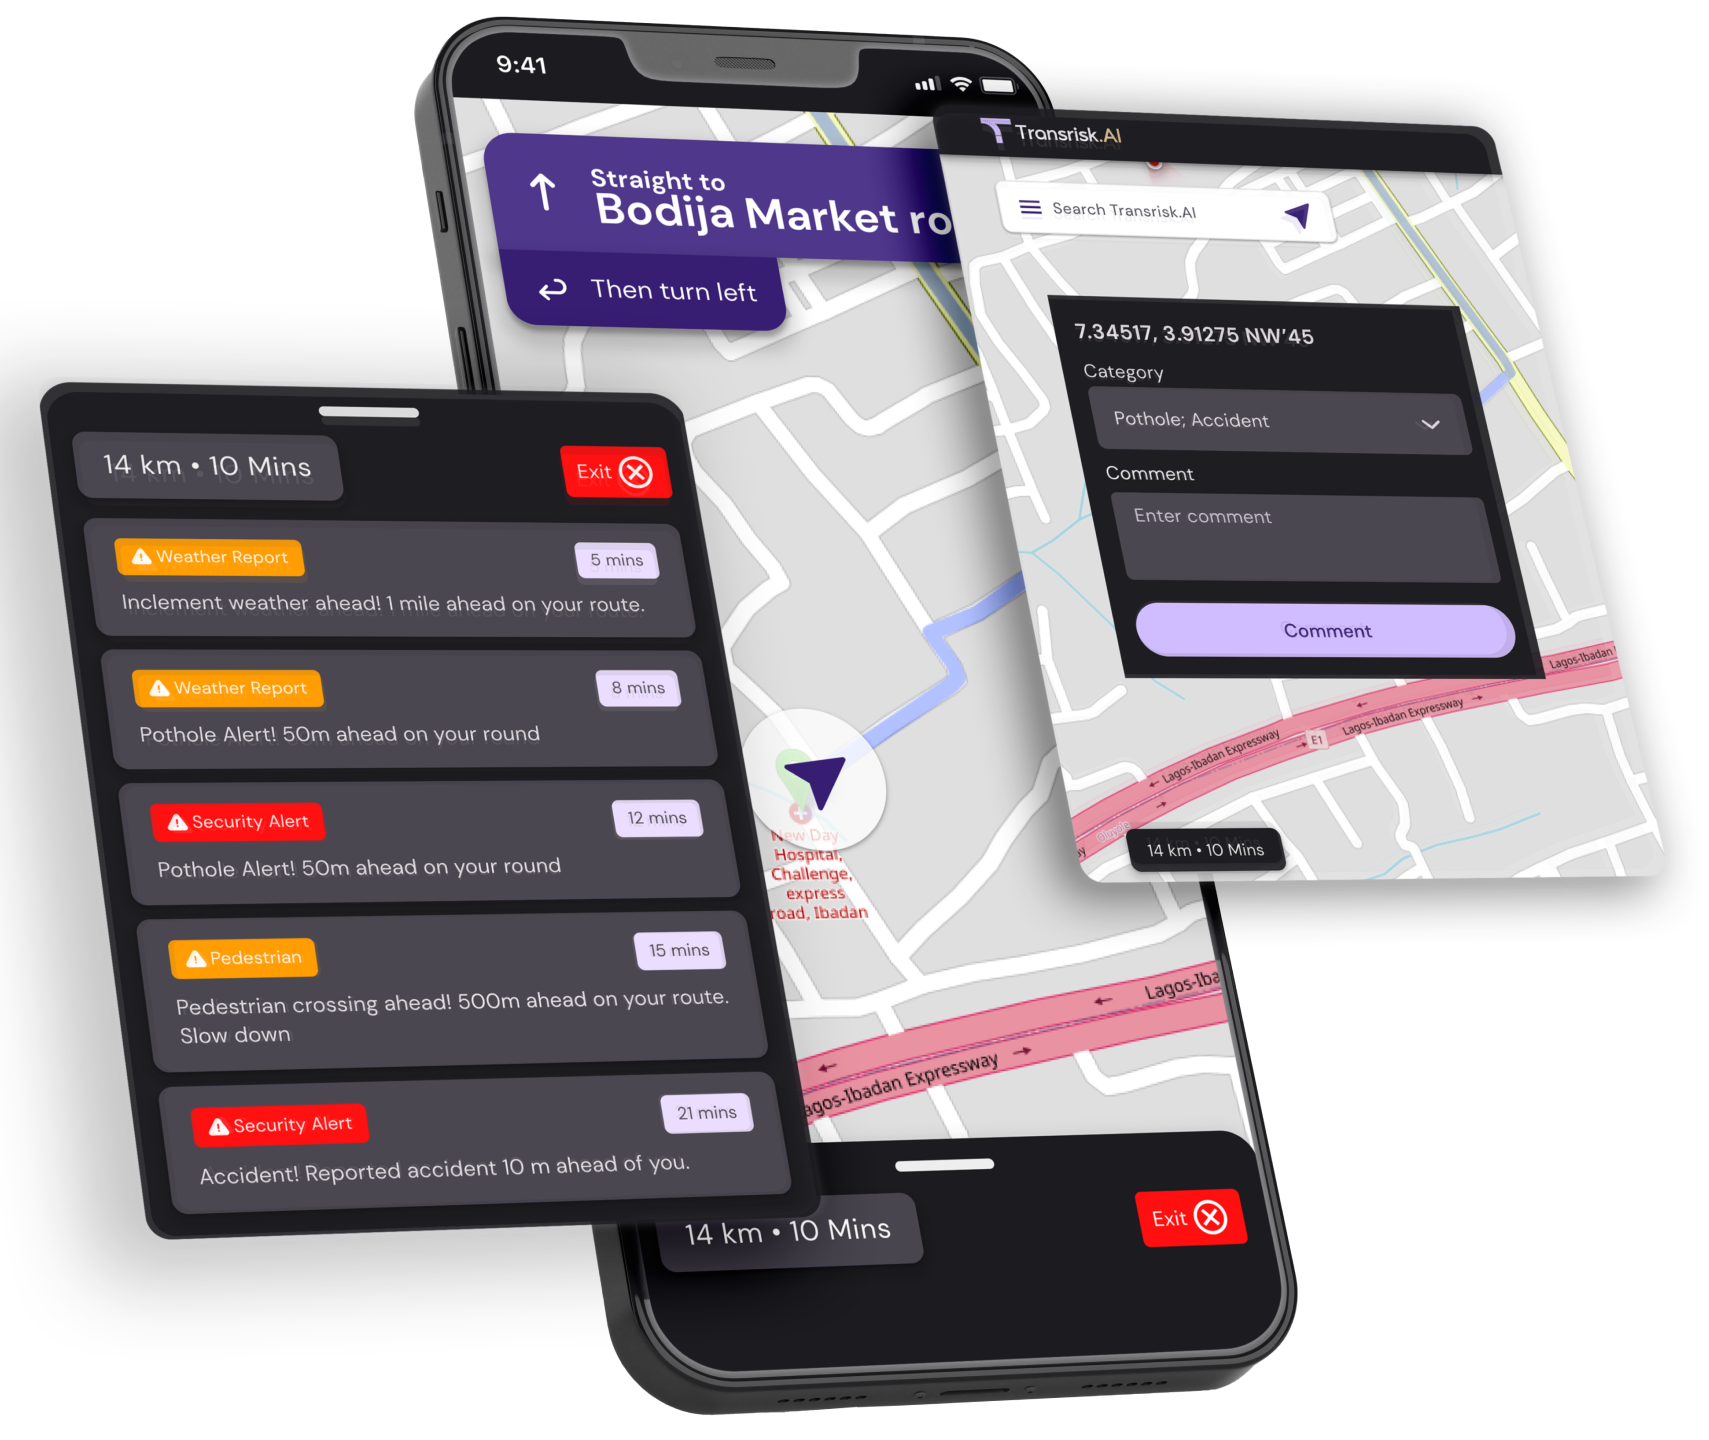 9:41
Straight to
Bodija Market ro
Then turn left
Transrisk.AI
Search Transrisk.AI
7.34517, 3.91275 NW'45
Category
Pothole; Accident
Comment
Enter comment
Comment
Lagos-Ibadan
Lagos-Ibadan Expressway
E1
Lagos-Ibadan Expressway
14 km • 10 Mins
14 km • 10 Mins
Exit
Weather Report
5 mins
Inclement weather ahead! 1 mile ahead on your route.
Weather Report
8 mins
Pothole Alert! 50m ahead on your round
Security Alert
12 mins
Pothole Alert! 50m ahead on your round
Pedestrian
15 mins
Pedestrian crossing ahead! 500m ahead on your route.
Slow down
Security Alert
21 mins
Accident! Reported accident 10 m ahead of you.
New Day
Hospital,
Challenge,
express
road, Ibadan
Lagos-Iba
agos-Ibadan Expressway
14 km • 10 Mins
Exit